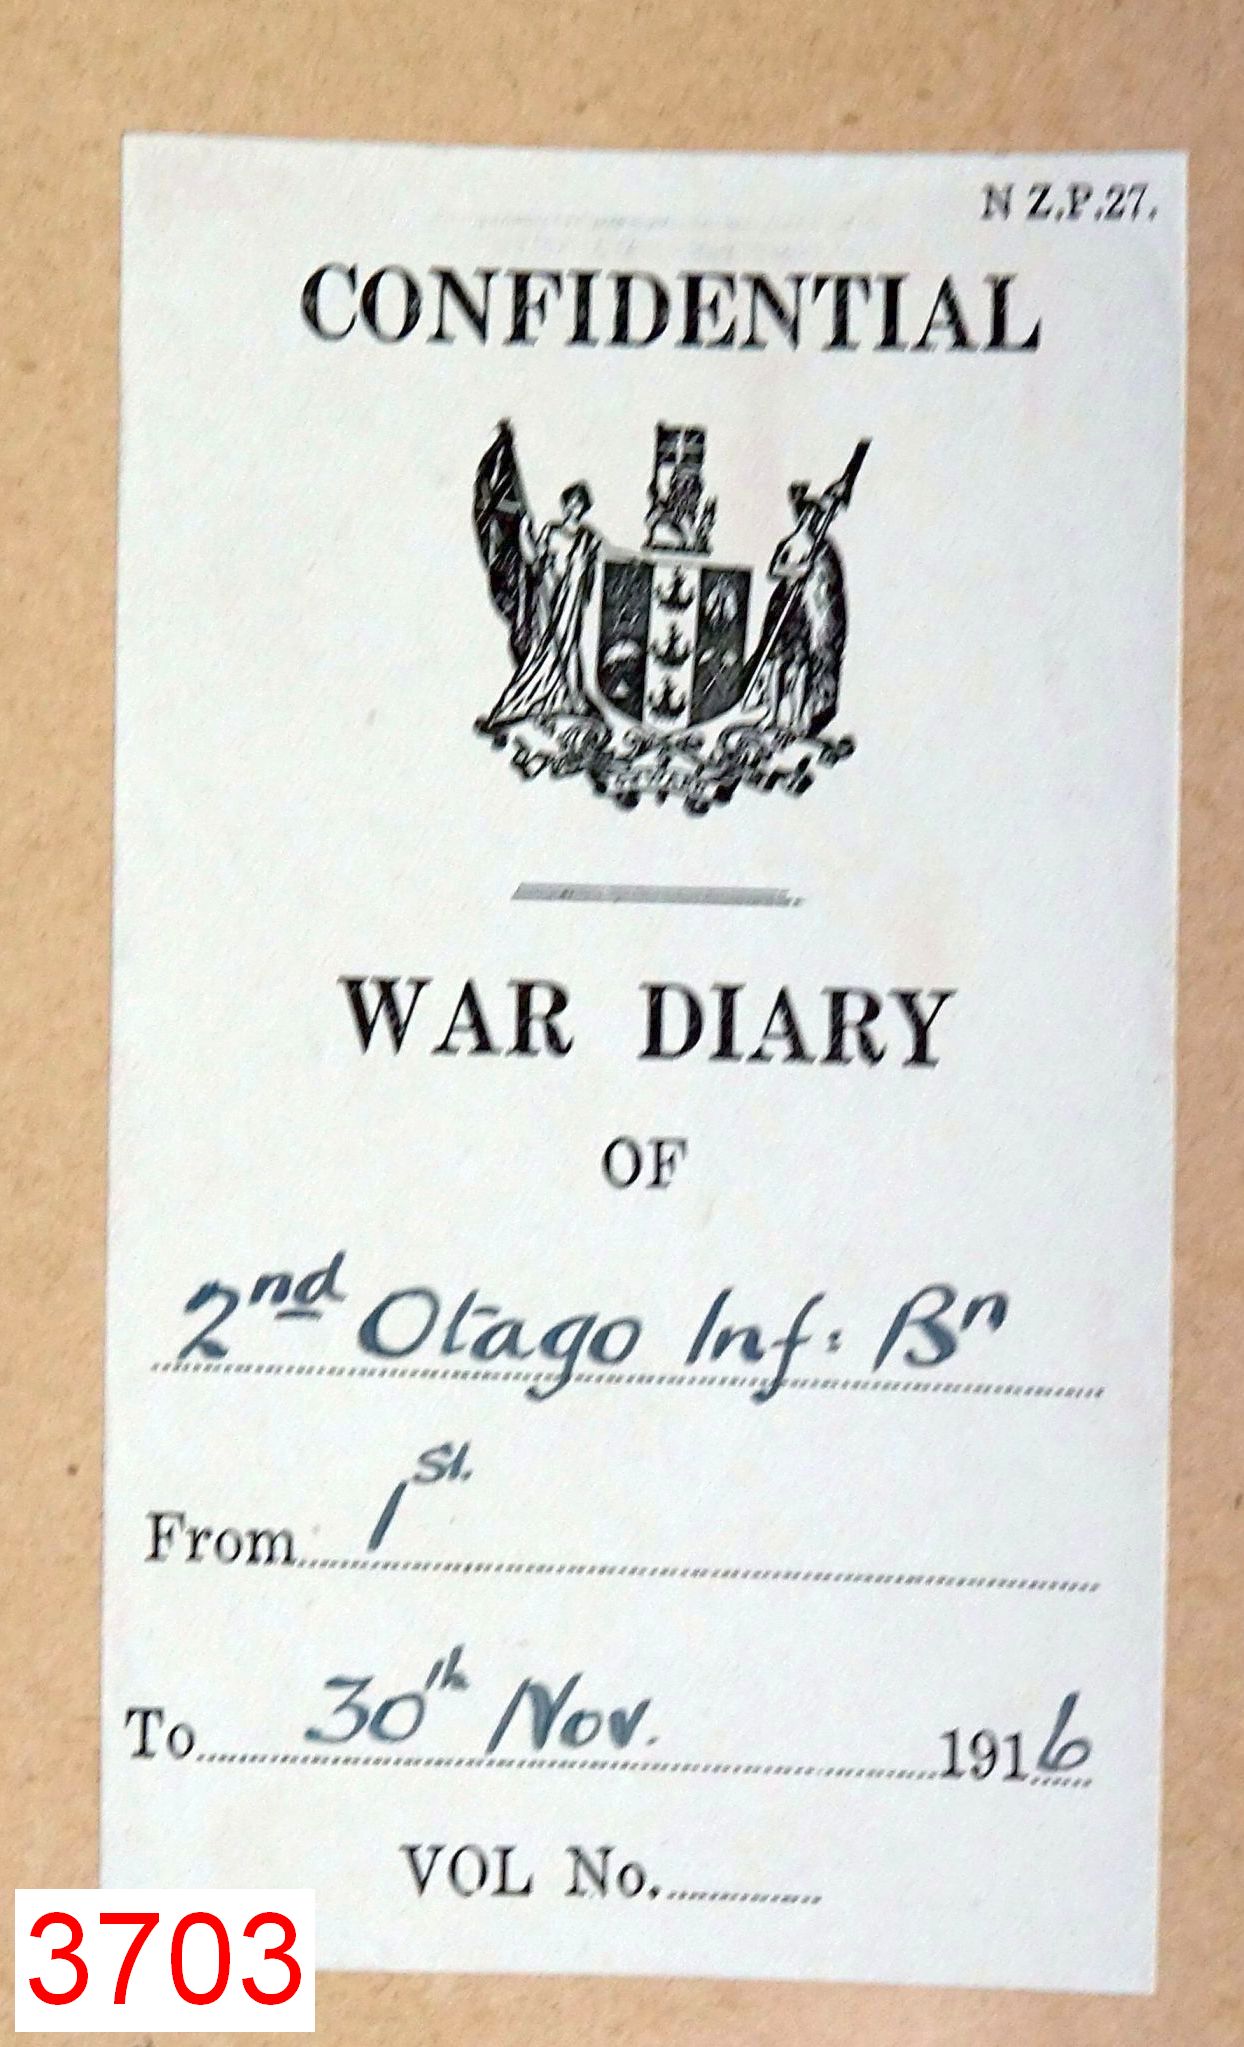 N Z.P.27.
CONFIDENTIAL
WAR DIARY
OF
2nd Otago Inf: Bn
From 1st.
To 30th Nov. 1916
VOL No.
3703